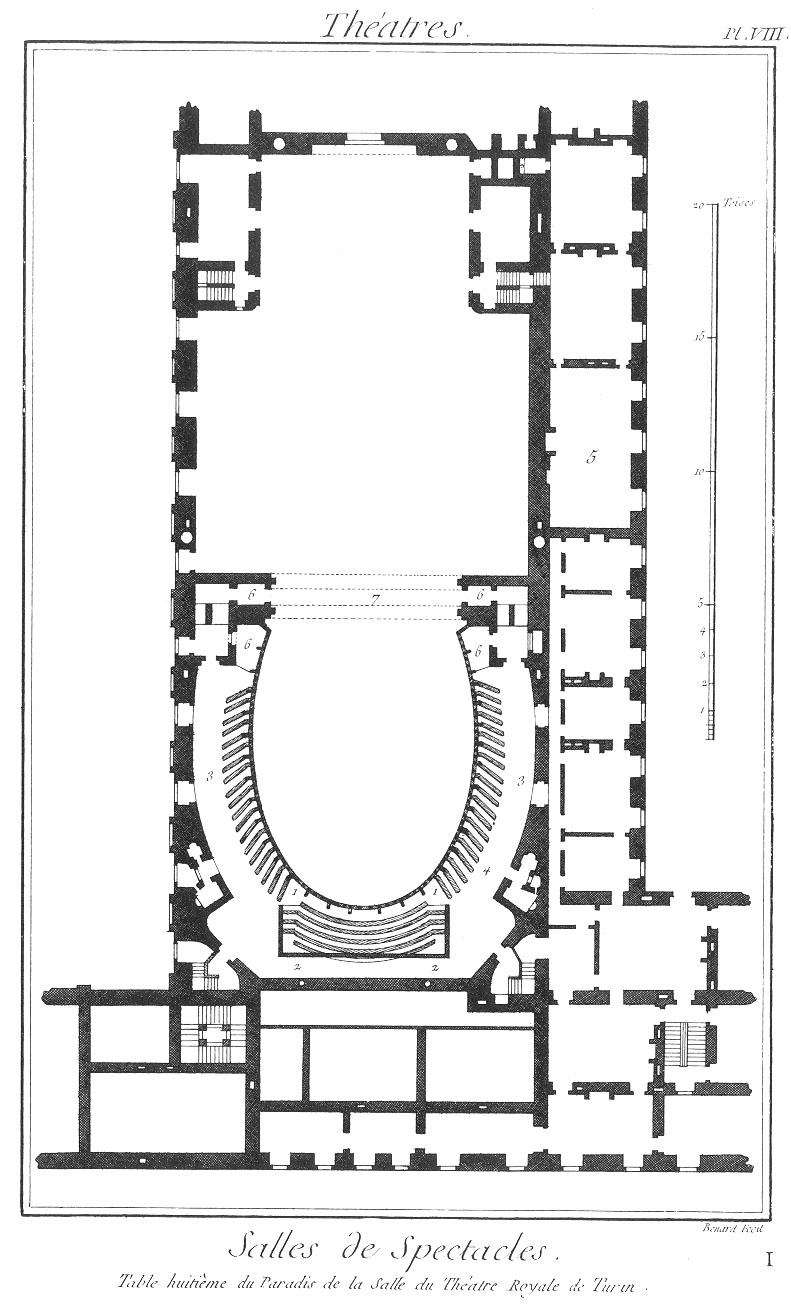 Théatres.
Pl. VIII.
20 Toises
15
10
5
5
6 7 6
4
6 6
3
2
1
3 3
4
1 1
2 2
Benard Fecit
Salles de Spectacles.
I
Table huitième du Paradis de la Salle du Théatre Royale de Turin.